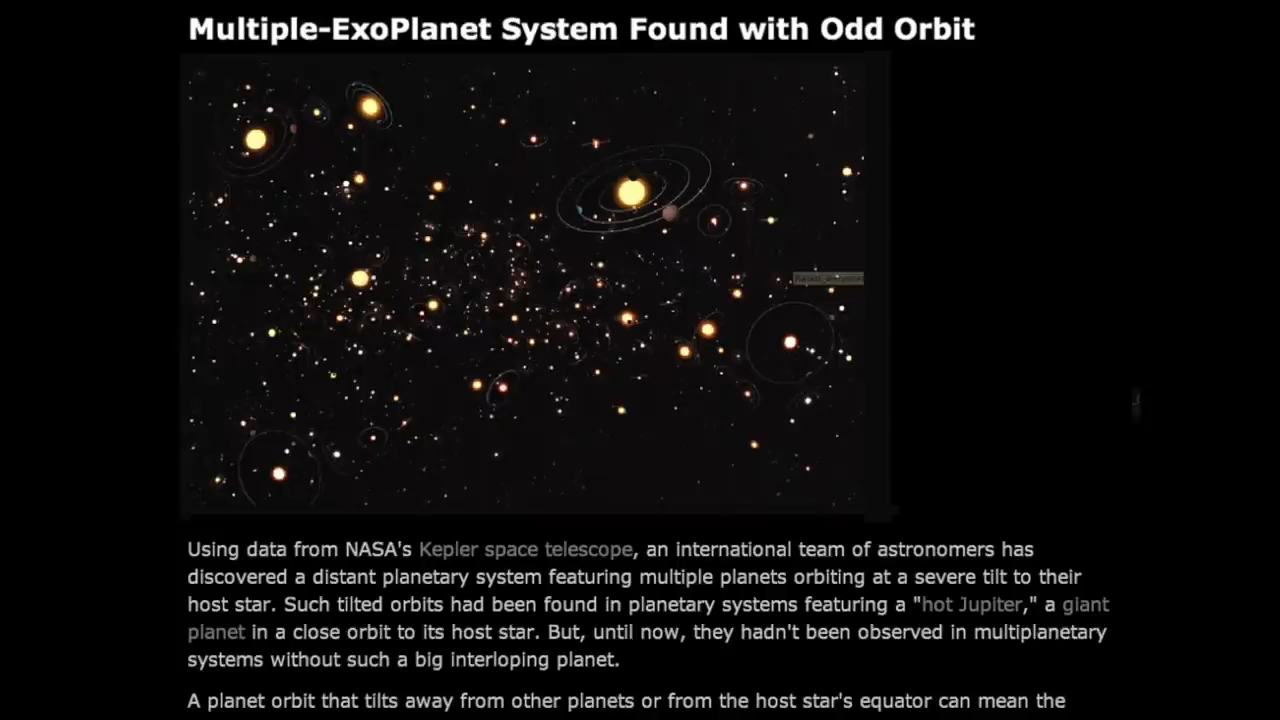 Multiple-ExoPlanet System Found with Odd Orbit
Using data from NASA's Kepler space telescope, an international team of astronomers has
discovered a distant planetary system featuring multiple planets orbiting at a severe tilt to their
host star. Such tilted orbits had been found in planetary systems featuring a "hot Jupiter," a giant
planet in a close orbit to its host star. But, until now, they hadn't been observed in multiplanetary
systems without such a big interloping planet.
A planet orbit that tilts away from other planets or from the host star's equator can mean the